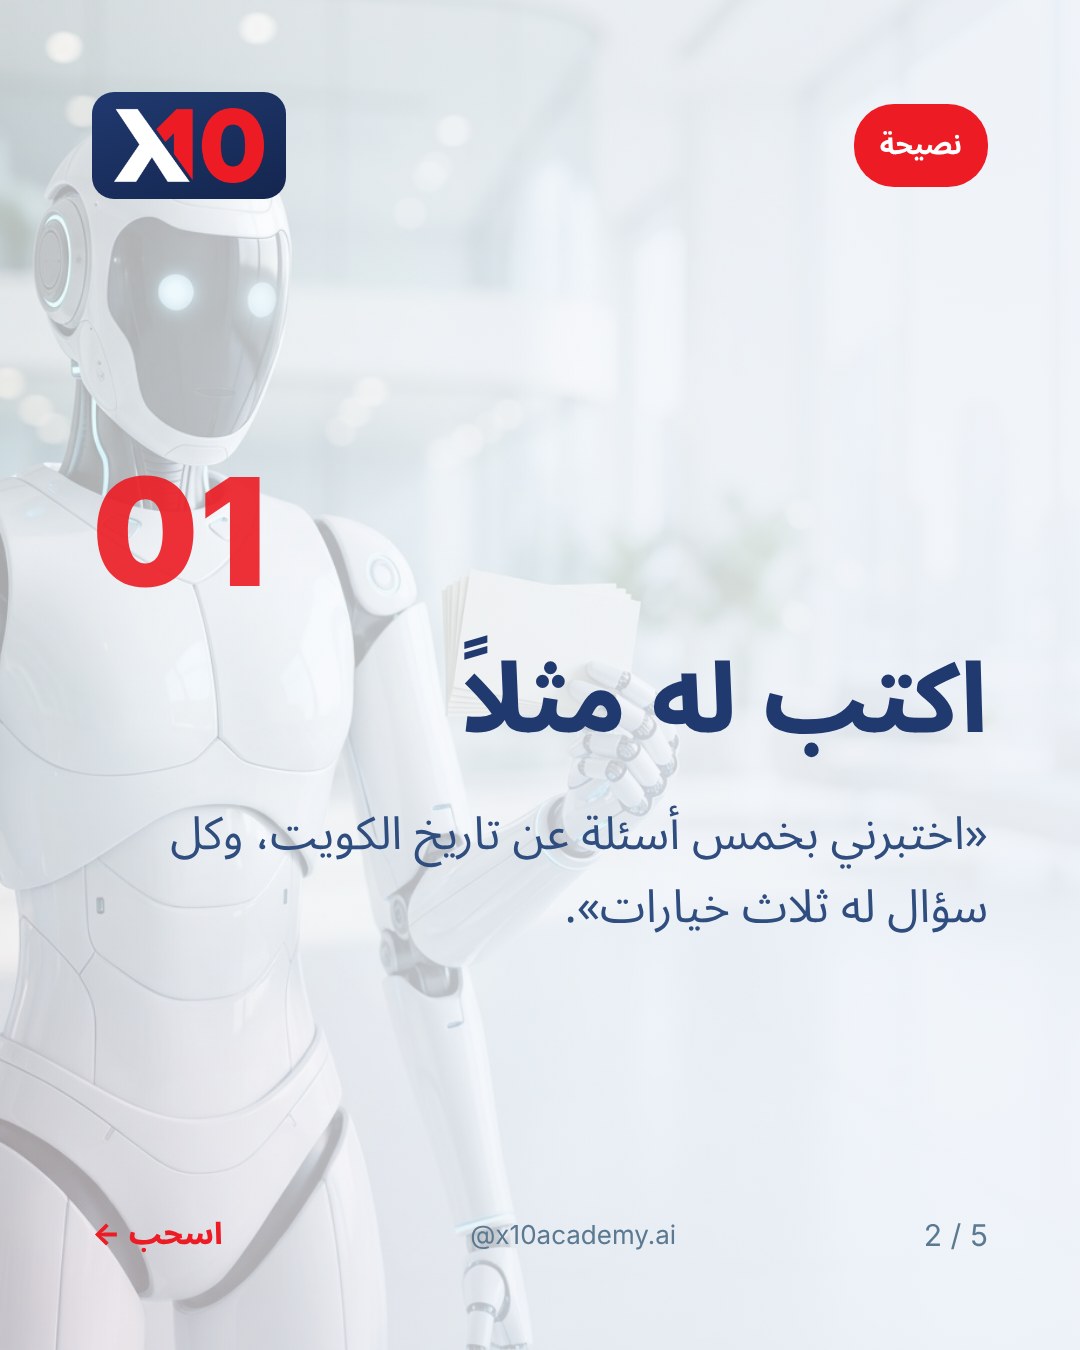 X10
نصيحة
01
اكتب له مثلاً
«اختبرني بخمس أسئلة عن تاريخ الكويت، وكل
سؤال له ثلاث خيارات».
2 / 5
@x10academy.ai
اسحب ←